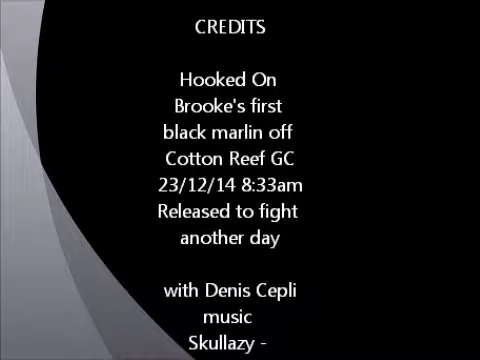 CREDITS
Hooked On
Brooke's first
black marlin off
Cotton Reef GC
23/12/14 8:33am
Released to fight
another day
with Denis Cepli
music
Skullazy -